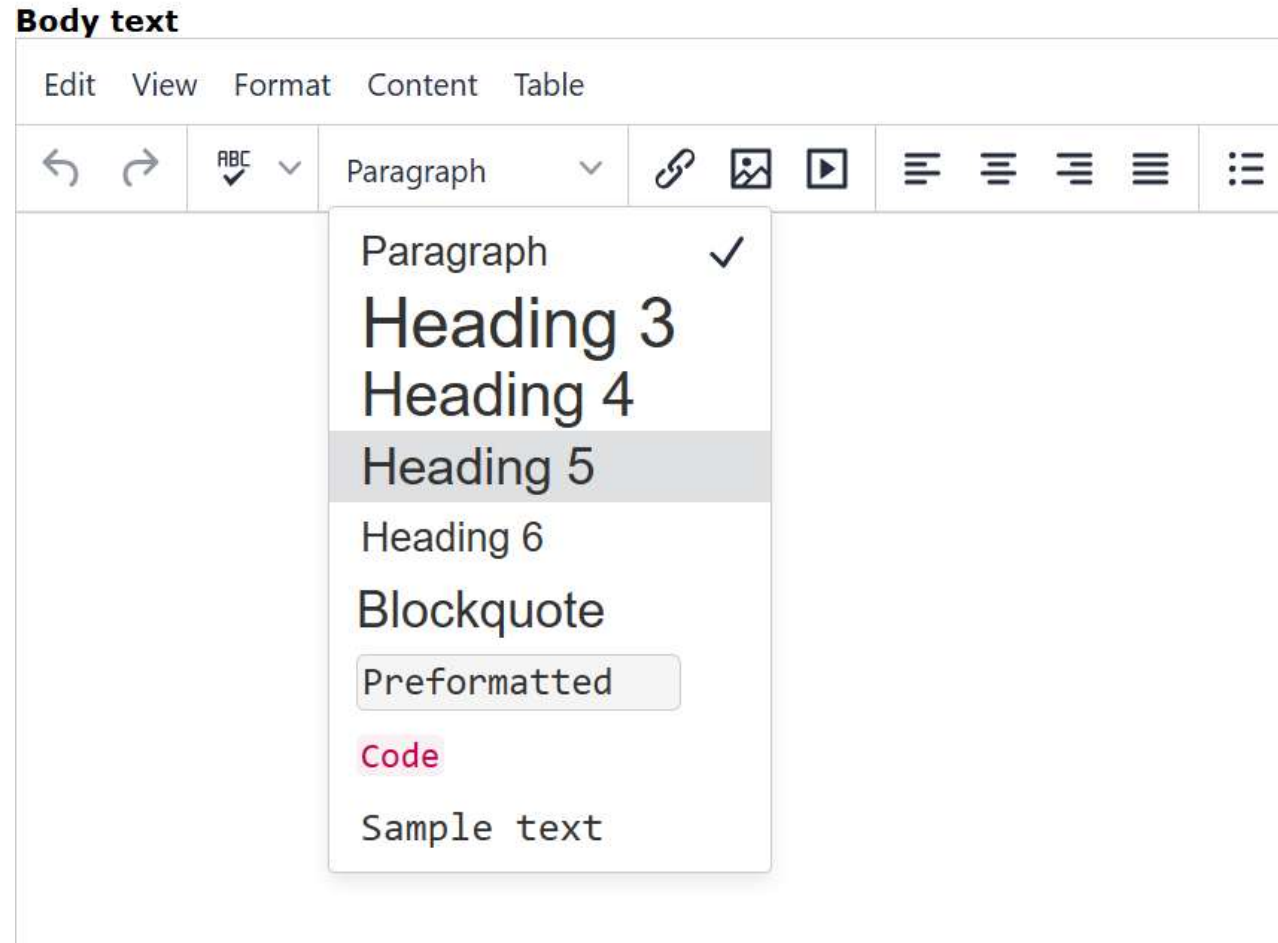 Body text
Edit View Format Content Table
ABC Paragraph
Paragraph
Heading 3
Heading 4
Heading 5
Heading 6
Blockquote
Preformatted
Code
Sample text